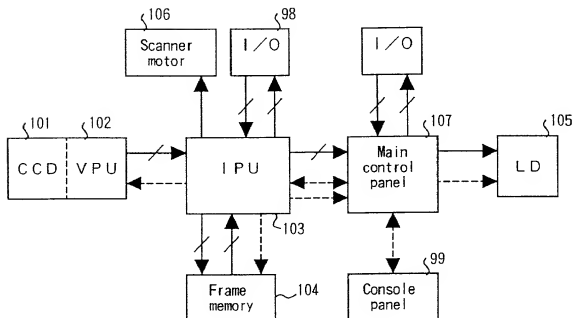 106
98
Scanner
motor
I/O
I/O
101
102
107
105
CCD
VPU
IPU
Main
control
panel
LD
103
99
Frame
memory
104
Console
panel